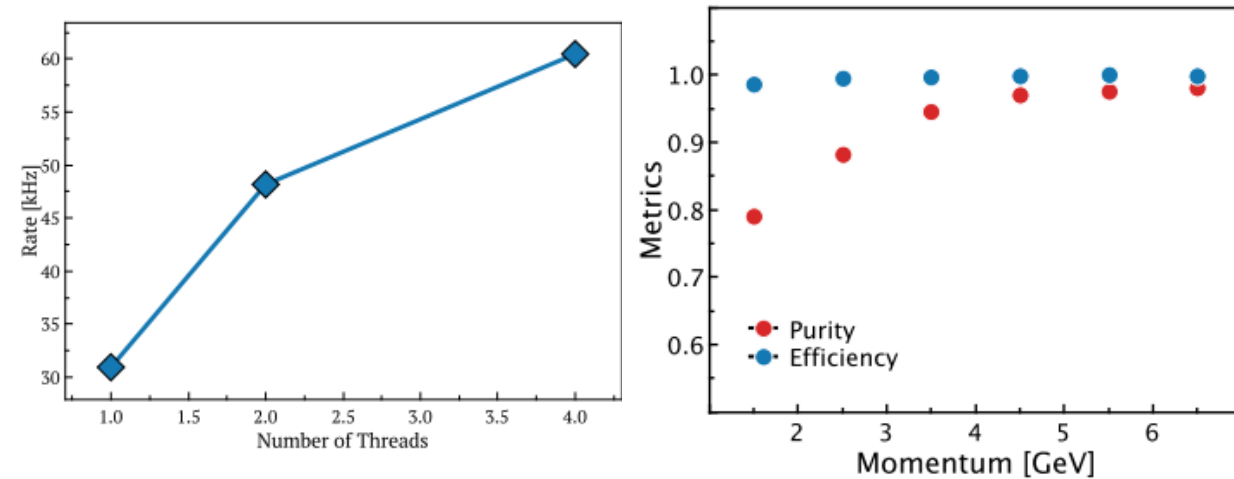 60
55
50
45
40
35
30
Rate [kHz]
1.0 1.5 2.0 2.5 3.0 3.5 4.0
Number of Threads
1.0
0.9
0.8
0.7
0.6
Metrics
Purity
Efficiency
2 3 4 5 6
Momentum [GeV]